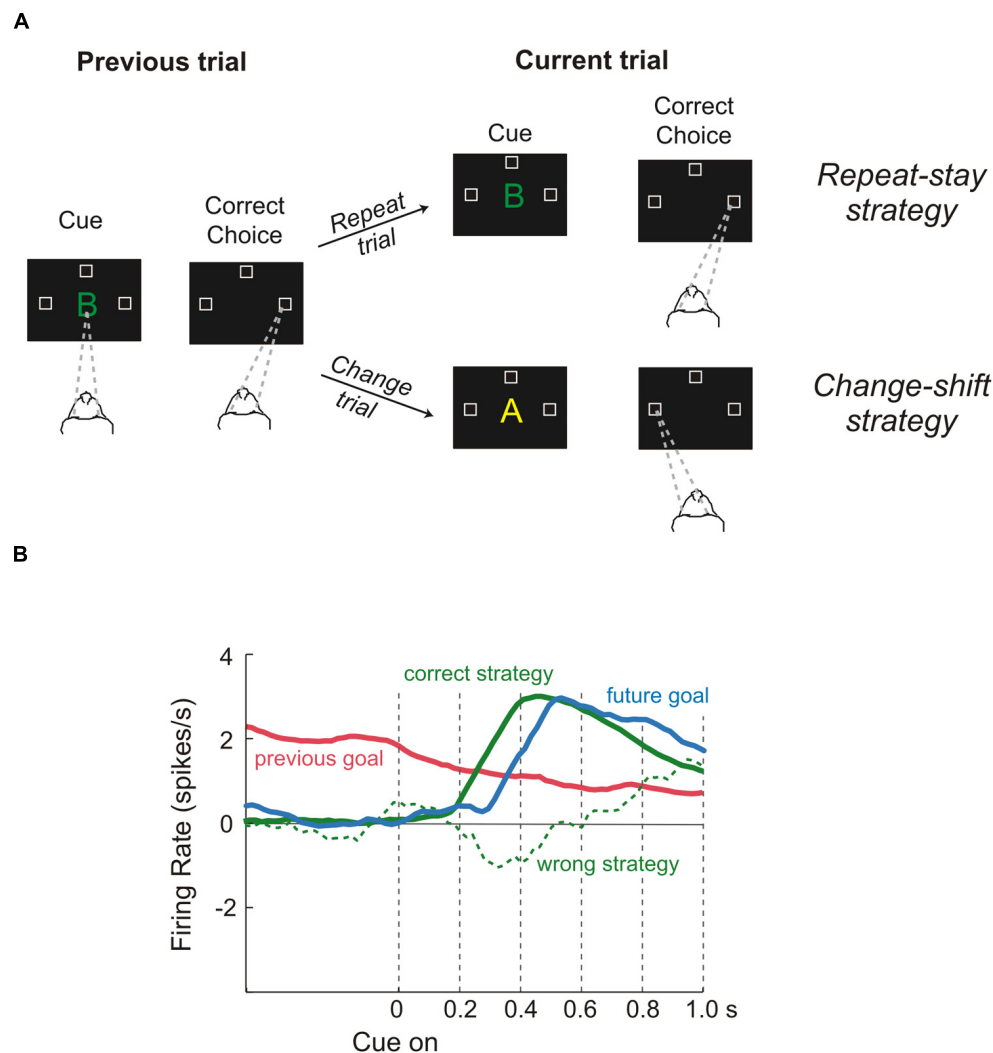 A
Previous trial
Current trial
Cue
Correct
Choice
Repeat-stay
strategy
B
Cue
Correct
Choice
Repeat
trial
B
Change
trial
A
Change-shift
strategy
B
4
2
0
-2
Firing Rate (spikes/s)
correct strategy
future goal
previous goal
wrong strategy
0
0.2
0.4
0.6
0.8
1.0 s
Cue on